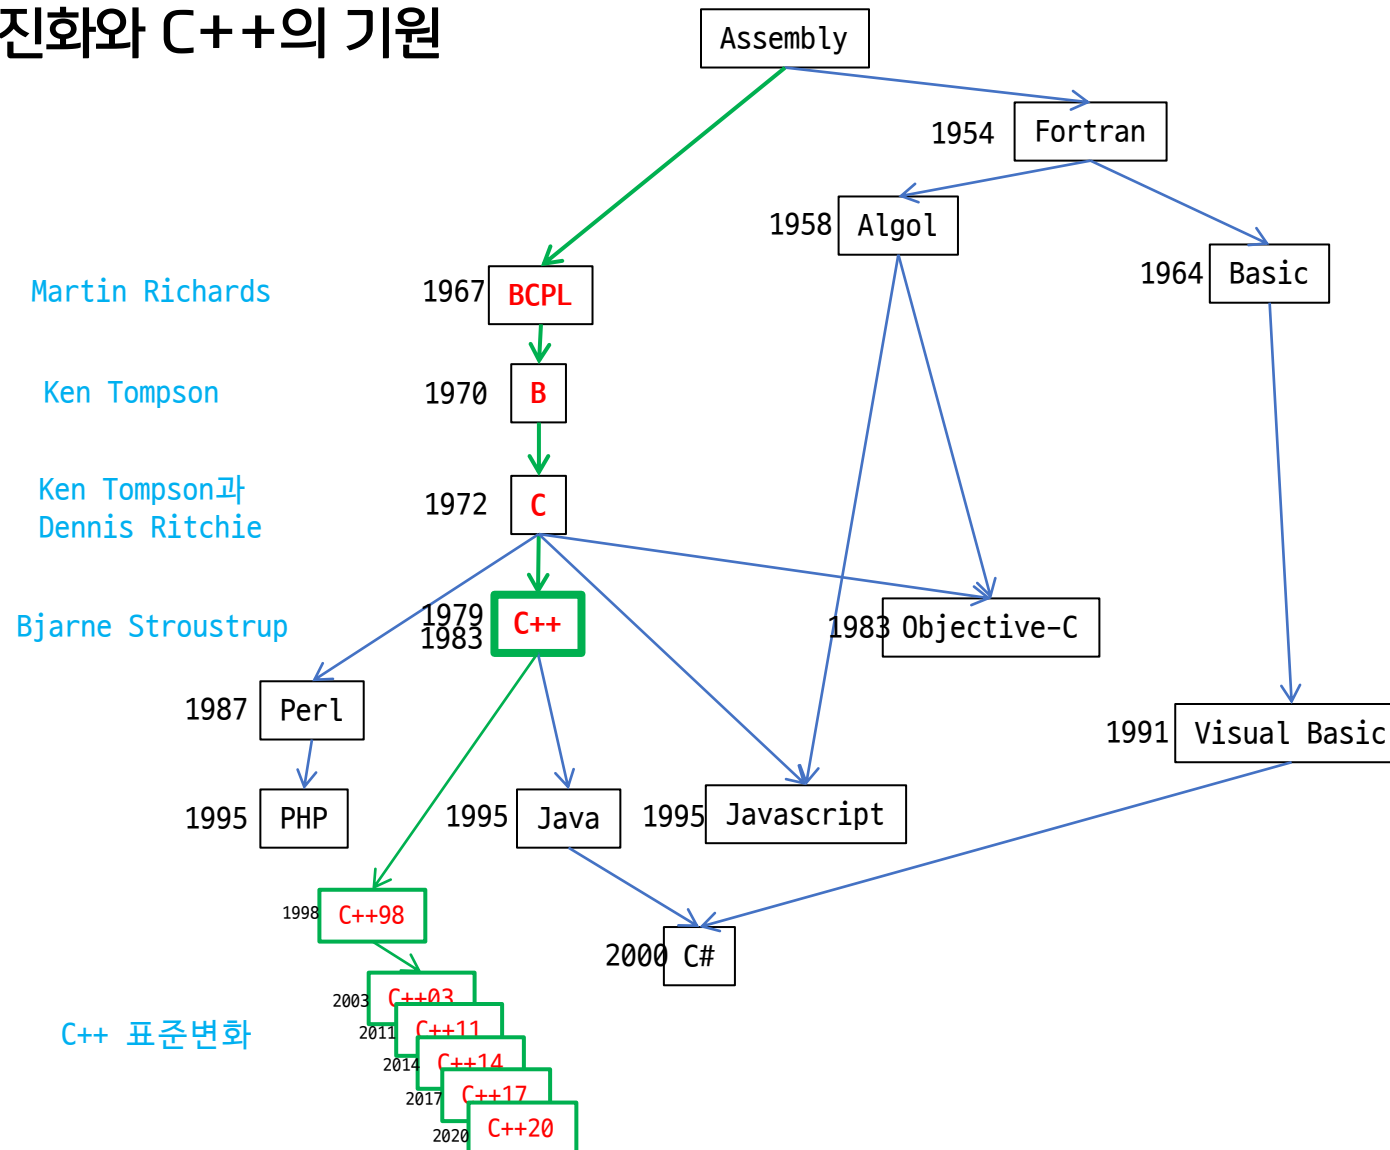 진화와 C++의 기원
Assembly
1954 Fortran
1958 Algol
1964 Basic
Martin Richards
1967 BCPL
Ken Tompson
1970 B
Ken Tompson과
Dennis Ritchie
1972 C
Bjarne Stroustrup
1979
1983
C++
1983 Objective-C
1987 Perl
1991 Visual Basic
1995 PHP
1995 Java
1995 Javascript
1998 C++98
2000 C#
C++ 표준변화
2003 C++03
2011 C++11
2014 C++14
2017 C++17
2020 C++20